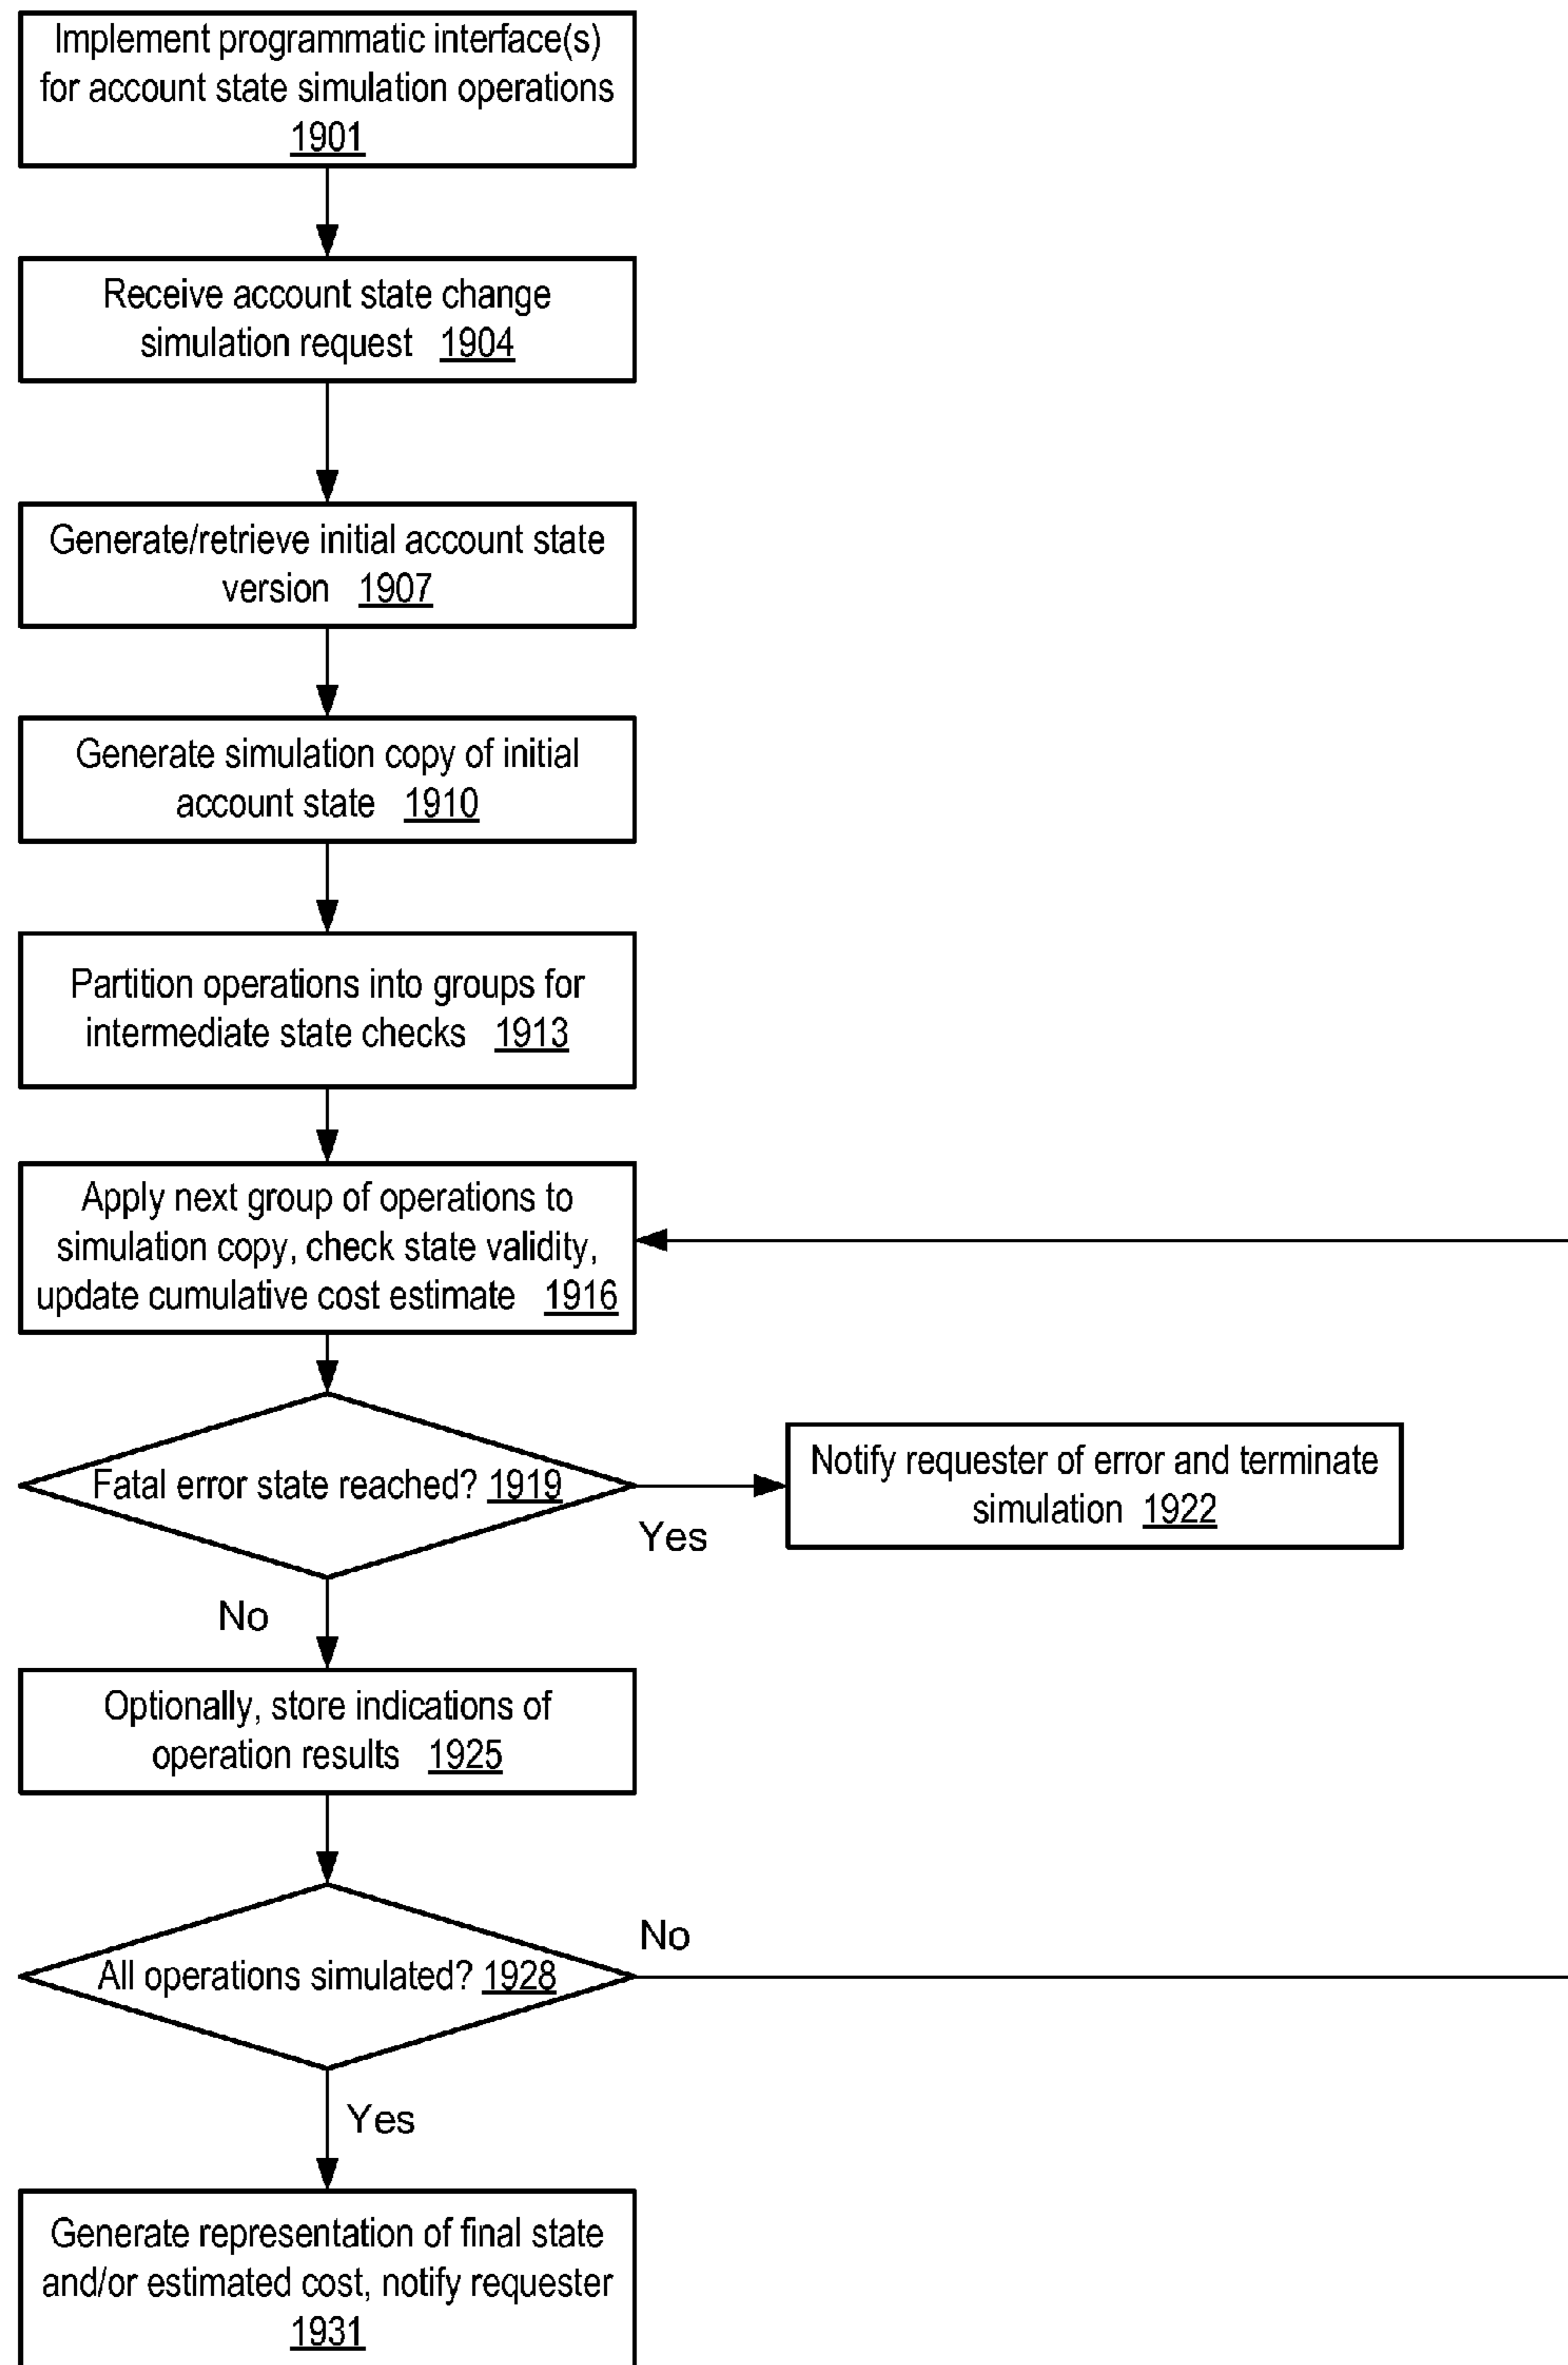 Implement programmatic interface(s)
for account state simulation operations
1901
Receive account state change
simulation request 1904
Generate/retrieve initial account state
version 1907
Generate simulation copy of initial
account state 1910
Partition operations into groups for
intermediate state checks 1913
Apply next group of operations to
simulation copy, check state validity,
update cumulative cost estimate 1916
Fatal error state reached? 1919
Yes
Notify requester of error and terminate
simulation 1922
No
Optionally, store indications of
operation results 1925
All operations simulated? 1928
No
Yes
Generate representation of final state
and/or estimated cost, notify requester
1931